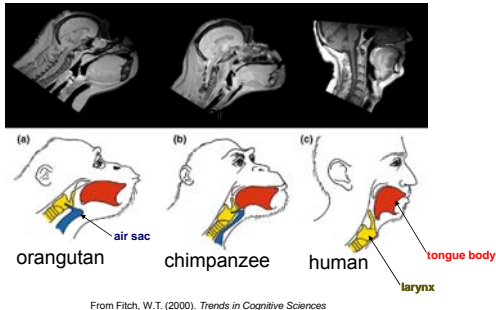 (a)
(b)
(c)
air sac
orangutan
chimpanzee
human
tongue body
larynx
From Fitch, W.T. (2000). Trends in Cognitive Sciences